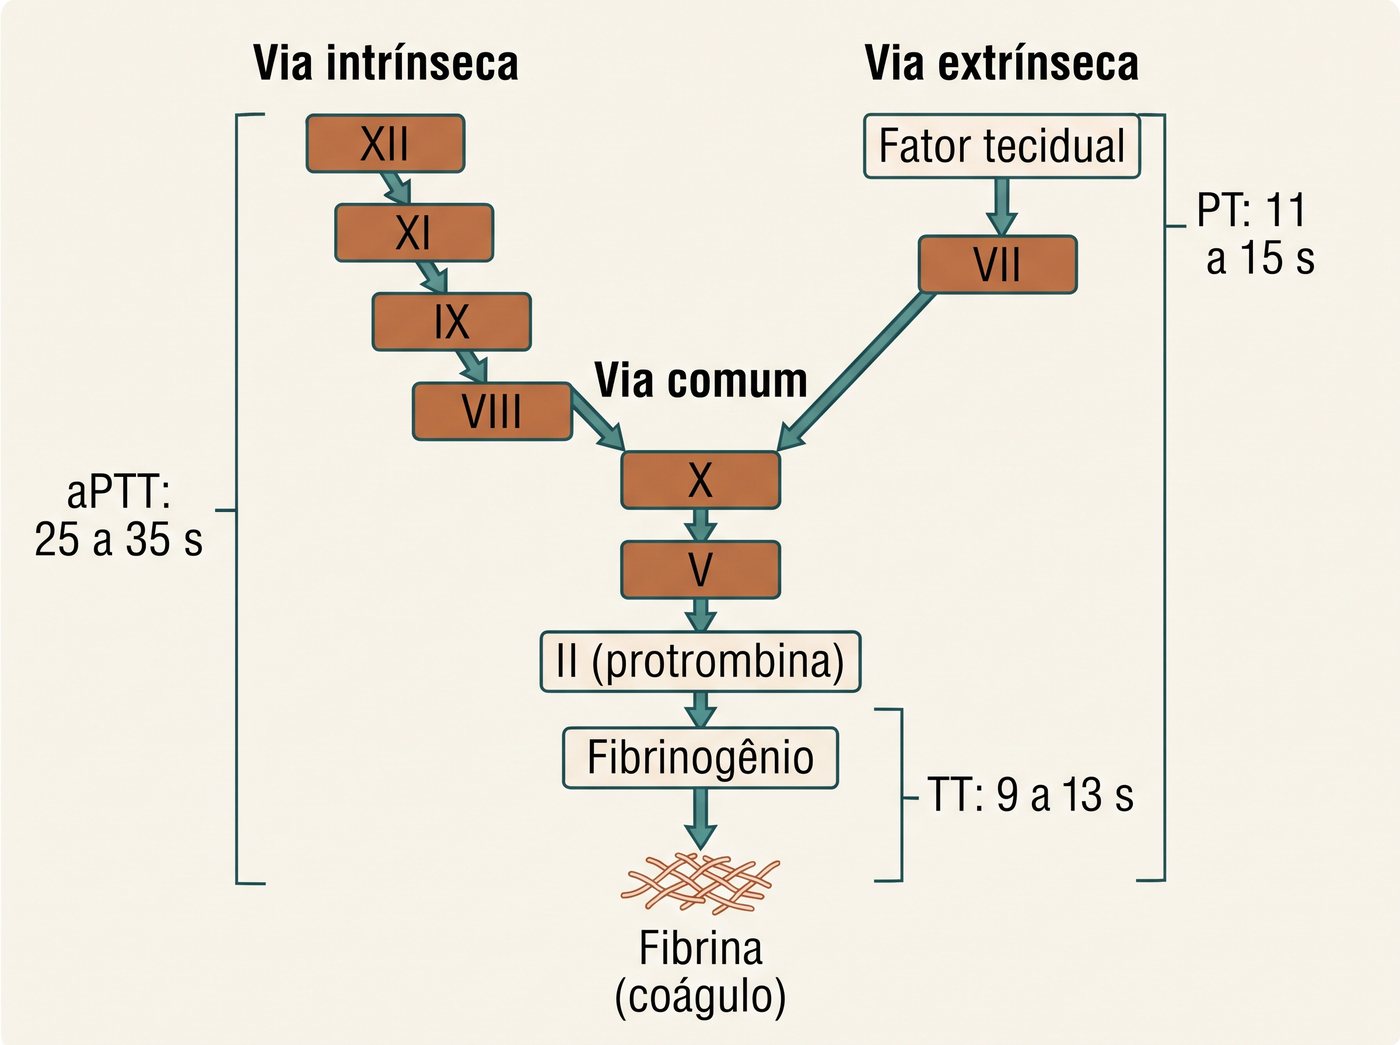 Via intrínseca
Via extrínseca
XII
Fator tecidual
XI
PT: 11
a 15 s
VII
IX
Via comum
VIII
X
aPTT:
25 a 35 s
V
II (protrombina)
Fibrinogênio
TT: 9 a 13 s
Fibrina
(coágulo)